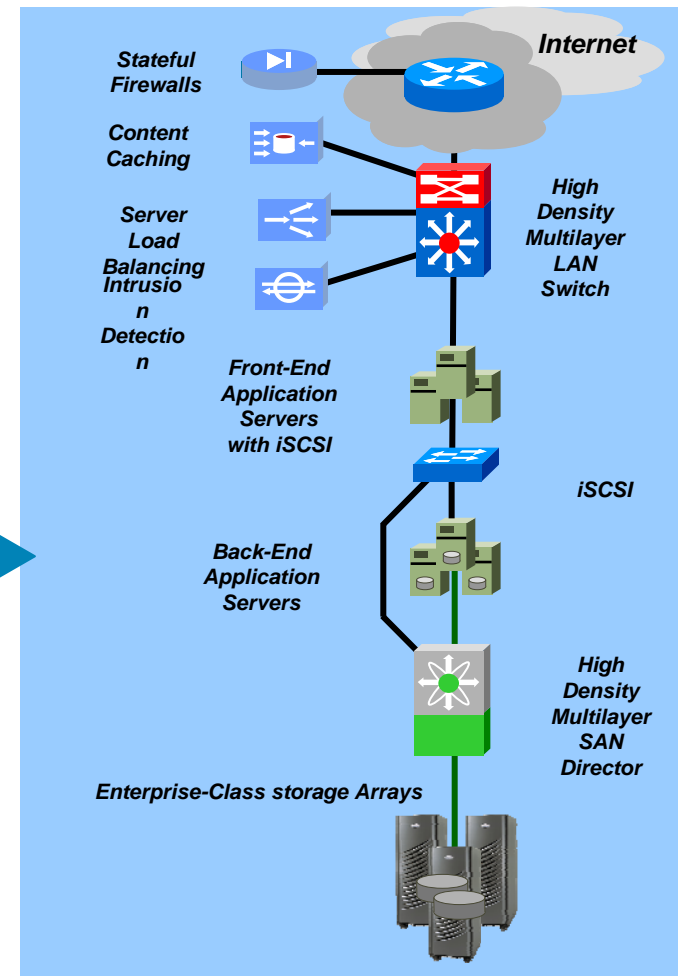 Internet
Stateful
Firewalls
Content
Caching
Server
Load
Balancing
Intrusio
n
Detectio
n
High
Density
Multilayer
LAN
Switch
Front-End
Application
Servers
with iSCSI
iSCSI
Back-End
Application
Servers
High
Density
Multilayer
SAN
Director
Enterprise-Class storage Arrays